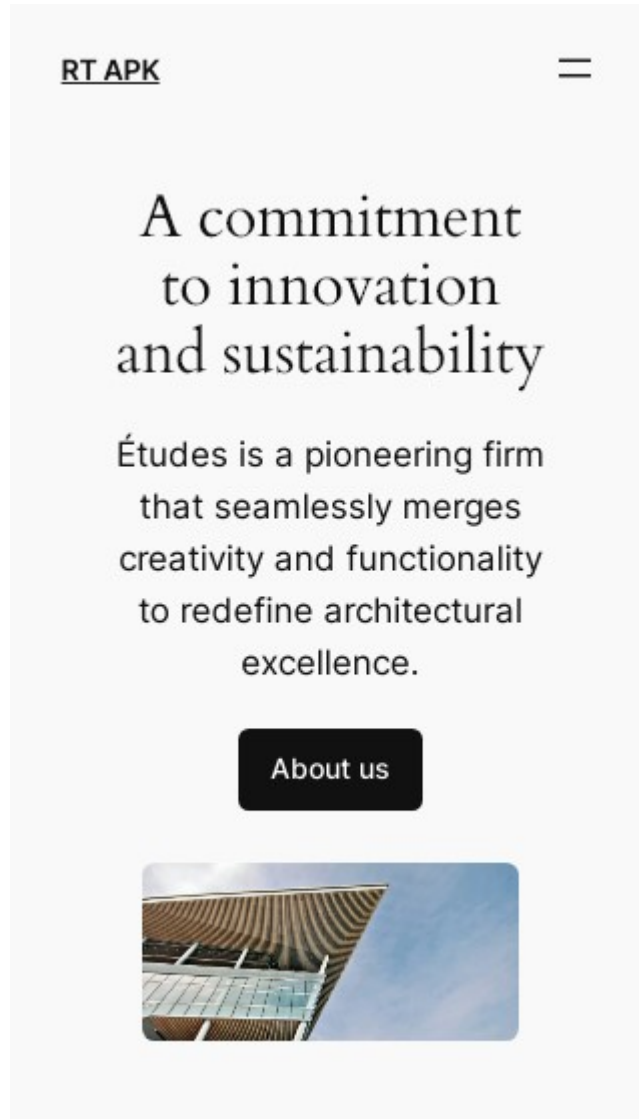 RT APK
A commitment
to innovation
and sustainability
Études is a pioneering firm
that seamlessly merges
creativity and functionality
to redefine architectural
excellence.
About us